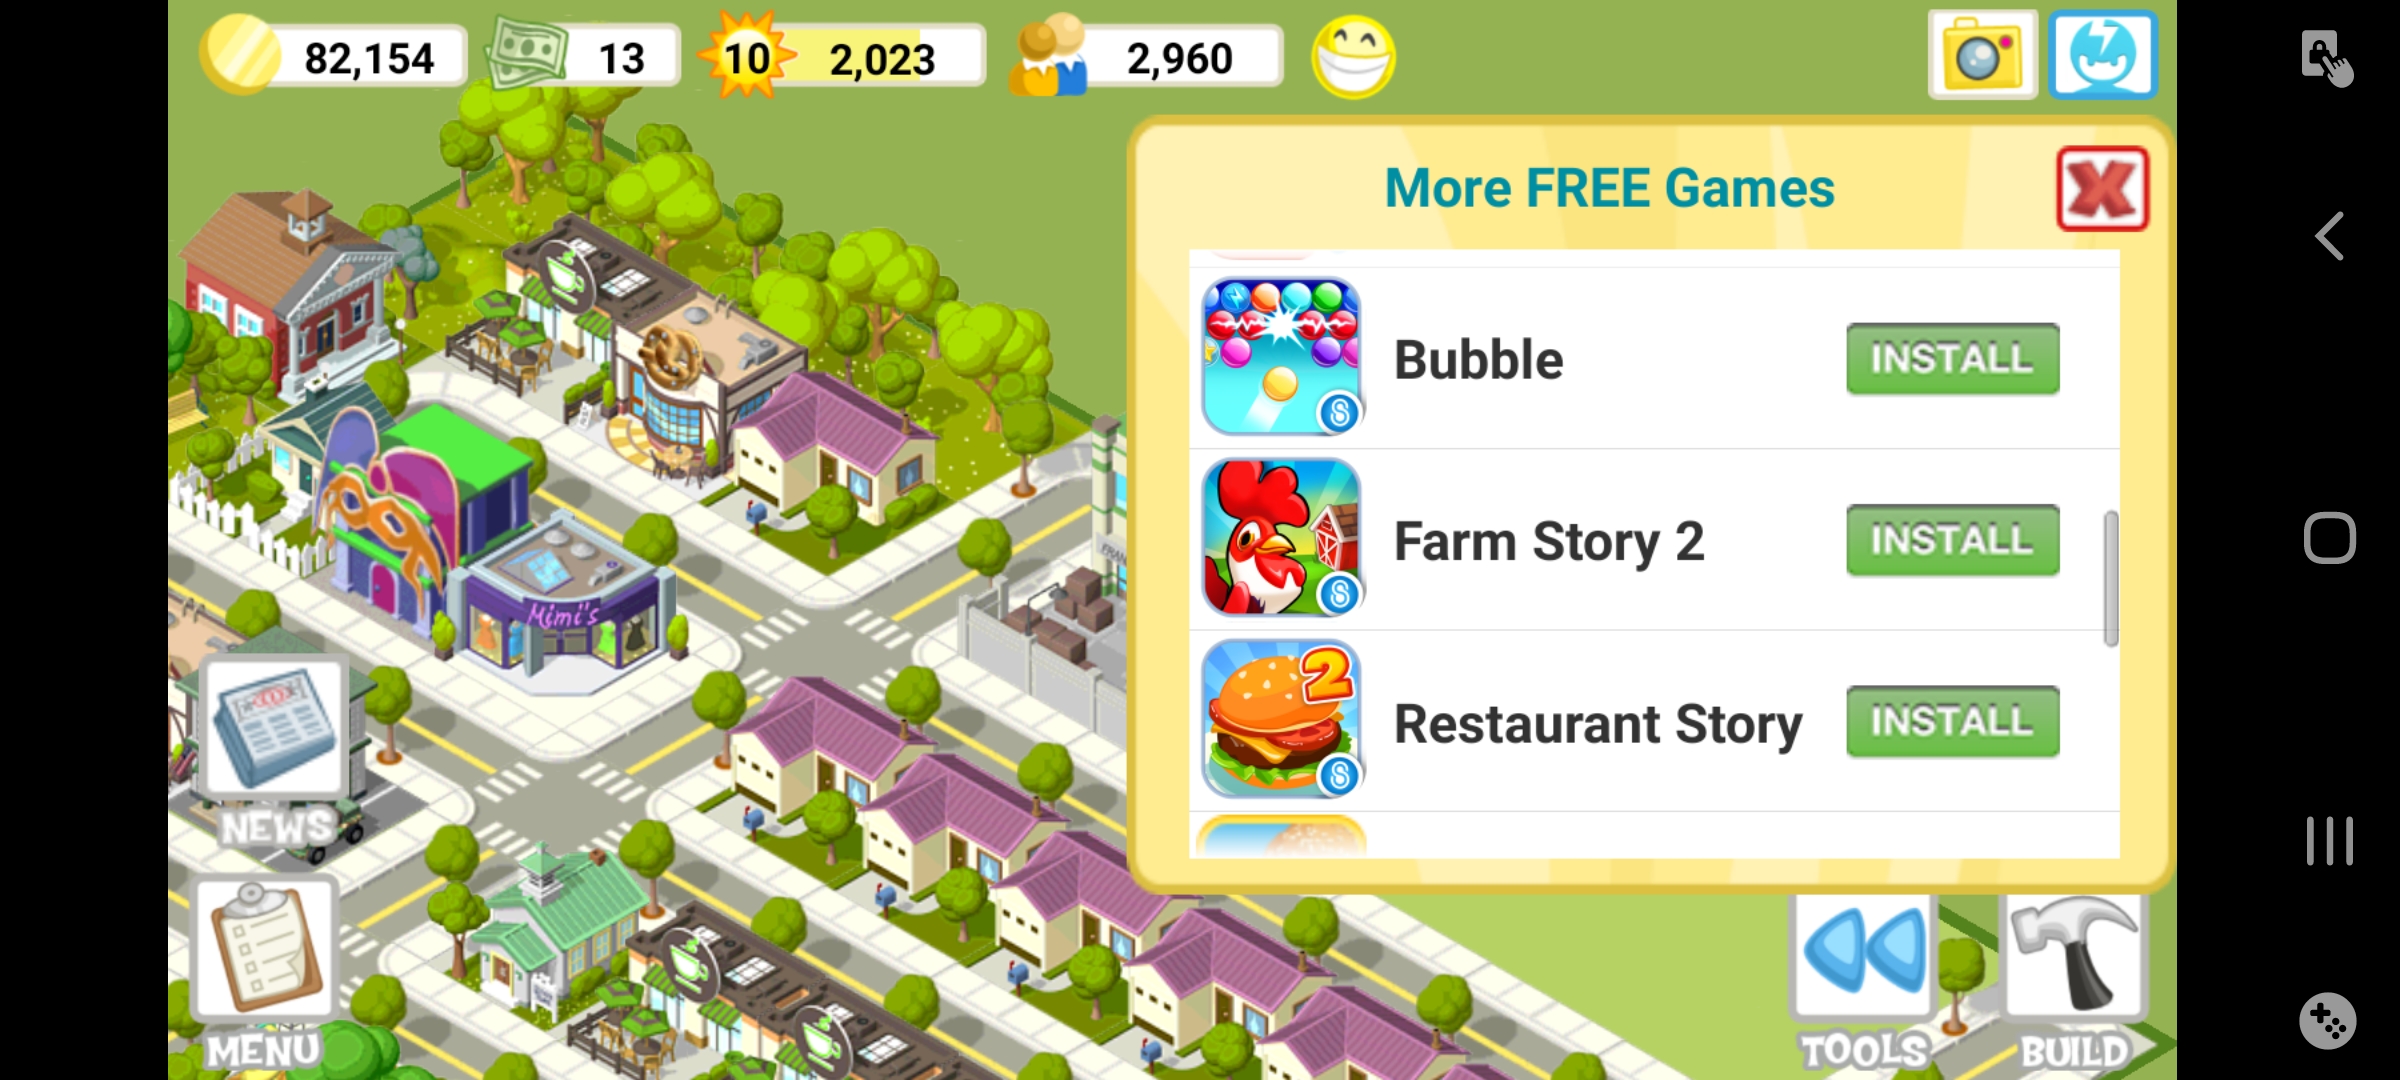 82,154
13
10
2,023
2,960
More FREE Games
Bubble
INSTALL
Farm Story 2
INSTALL
2
Restaurant Story
INSTALL
Mimi's
NEWS
MENU
TOOLS
BUILD